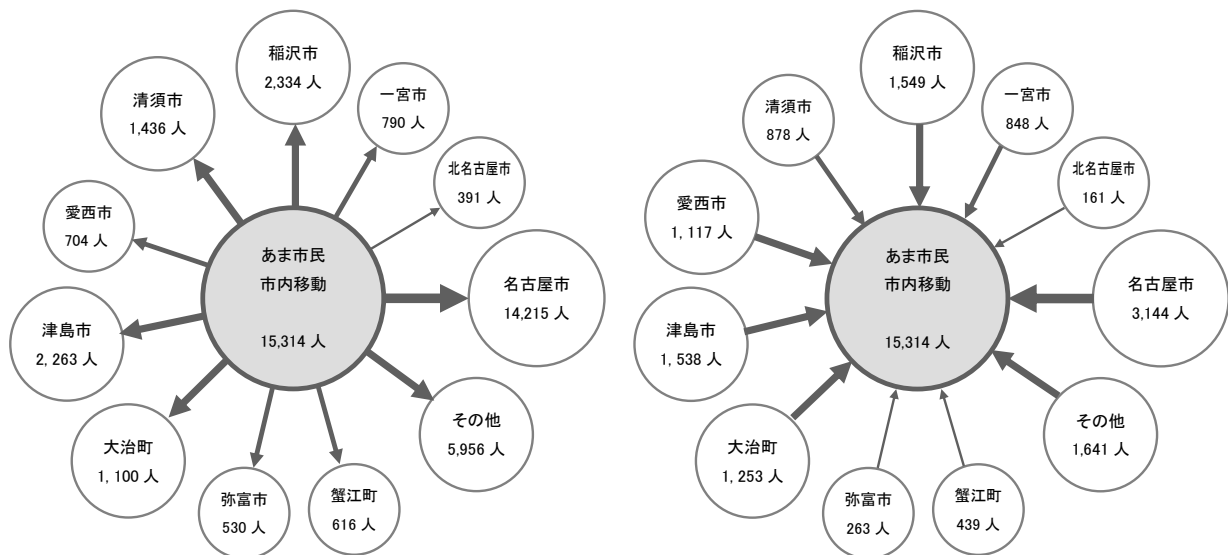 稲沢市
2,334 人
一宮市
790 人
清須市
1,436 人
北名古屋市
391 人
愛西市
704 人
あま市民
市内移動
15,314 人
名古屋市
14,215 人
津島市
2, 263 人
その他
5,956 人
大治町
1, 100 人
弥富市
530 人
蟹江町
616 人
稲沢市
1,549 人
一宮市
848 人
清須市
878 人
北名古屋市
161 人
愛西市
1, 117 人
あま市民
市内移動
15,314 人
名古屋市
3,144 人
津島市
1, 538 人
その他
1,641 人
大治町
1, 253 人
弥富市
263 人
蟹江町
439 人